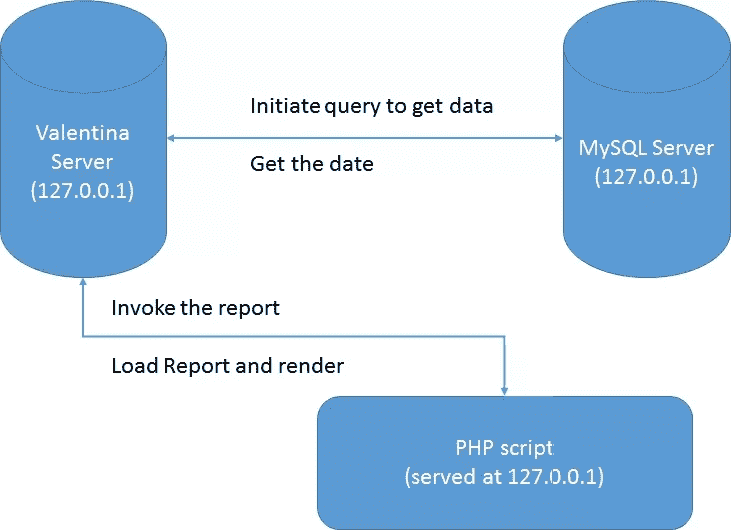 Valentina
Server
(127.0.0.1)
Initiate query to get data
Get the date
MySQL Server
(127.0.0.1)
Invoke the report
Load Report and render
PHP script
(served at 127.0.0.1)